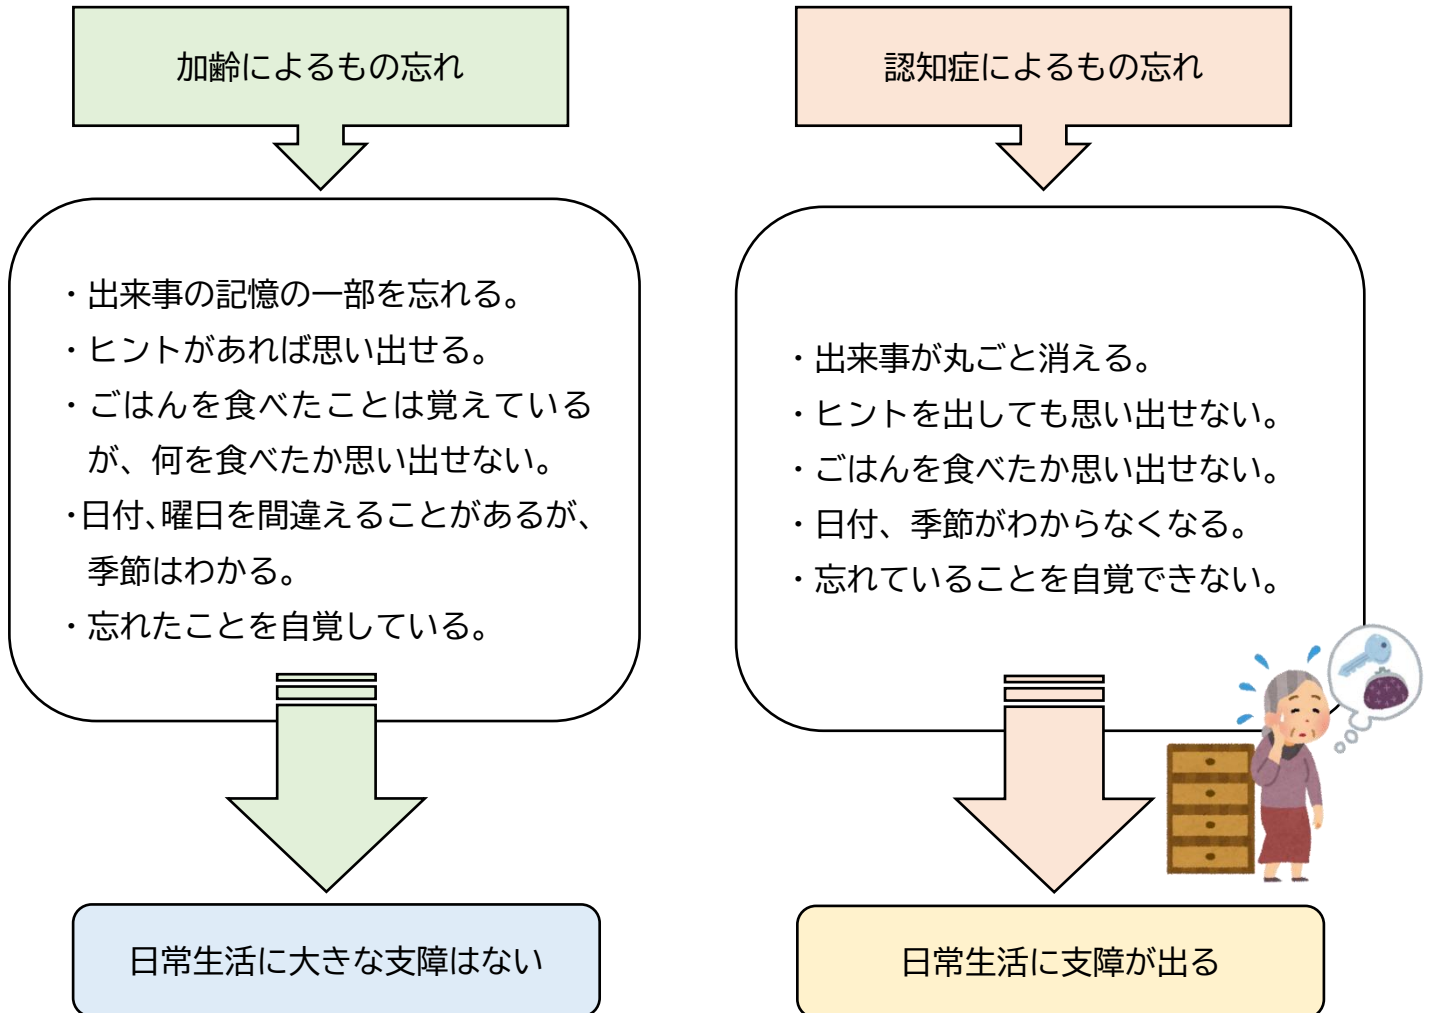 加齢によるもの忘れ
・出来事の記憶の一部を忘れる。
・ヒントがあれば思い出せる。
・ごはんを食べたことは覚えている
が、何を食べたか思い出せない。
・日付、曜日を間違えることがあるが、
季節はわかる。
・忘れたことを自覚している。
日常生活に大きな支障はない
認知症によるもの忘れ
・出来事が丸ごと消える。
・ヒントを出しても思い出せない。
・ごはんを食べたか思い出せない。
・日付、季節がわからなくなる。
・忘れていることを自覚できない。
日常生活に支障が出る